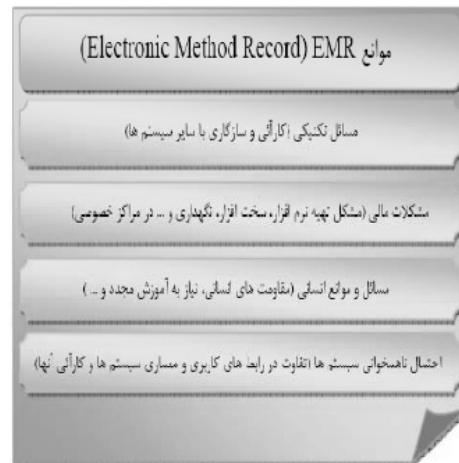 موانع EMR (Electronic Method Record)
مسائل تکنیکی (کارآئی و سازگاری با سایر سیستم ها)
مشکلات مالی (مشکل تهیه نرم افزار، سخت افزار، نگهداری و ... در مراکز خصوصی)
مسائل و موانع انسانی (مقاومت های انسانی، نیاز به آموزش مجدد و ... )
احتمال ناهمخوانی سیستم ها (تفاوت در رابط های کاربری و معماری سیستم ها و کارآئی آنها)